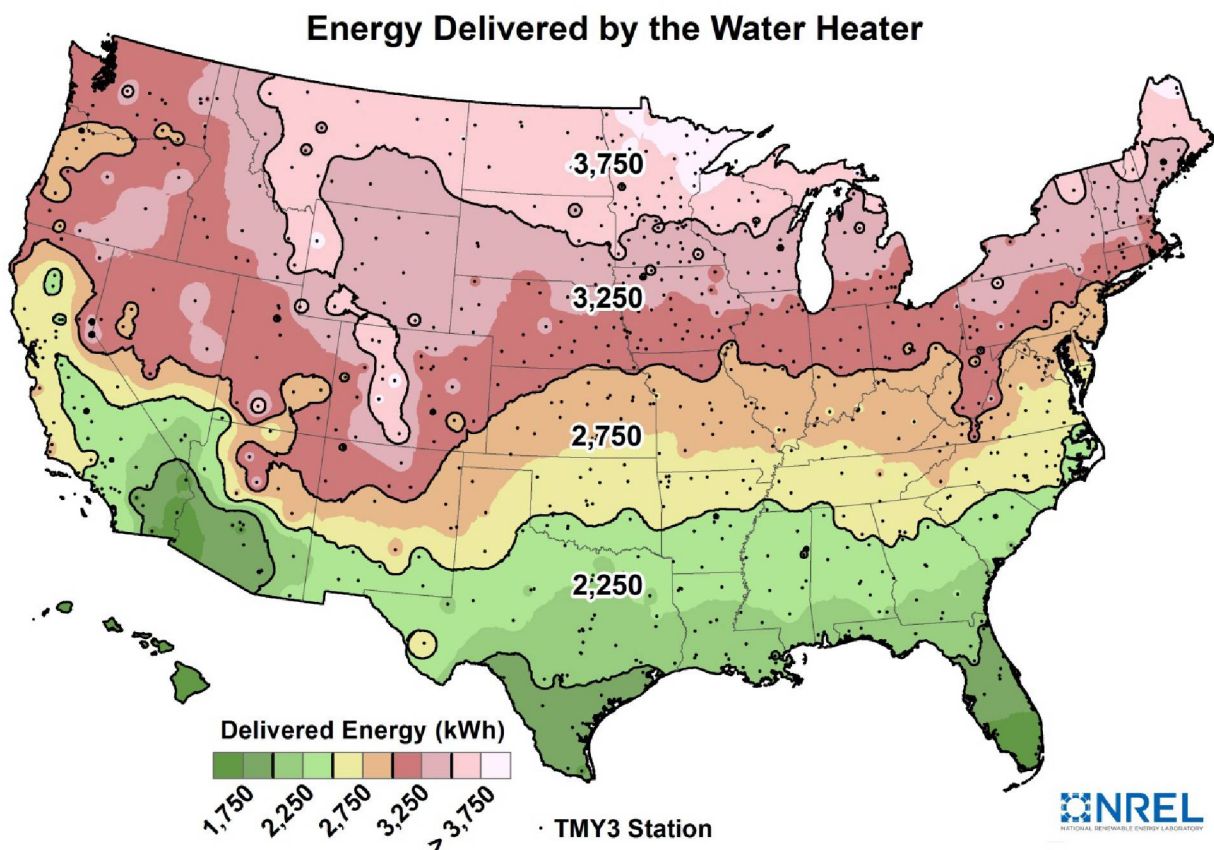 Energy Delivered by the Water Heater
3,750
3,250
2,750
2,250
Delivered Energy (kWh)
1,750
2,250
2,750
3,250
3,750
· TMY3 Station
NREL
NATIONAL RENEWABLE ENERGY LABORATORY